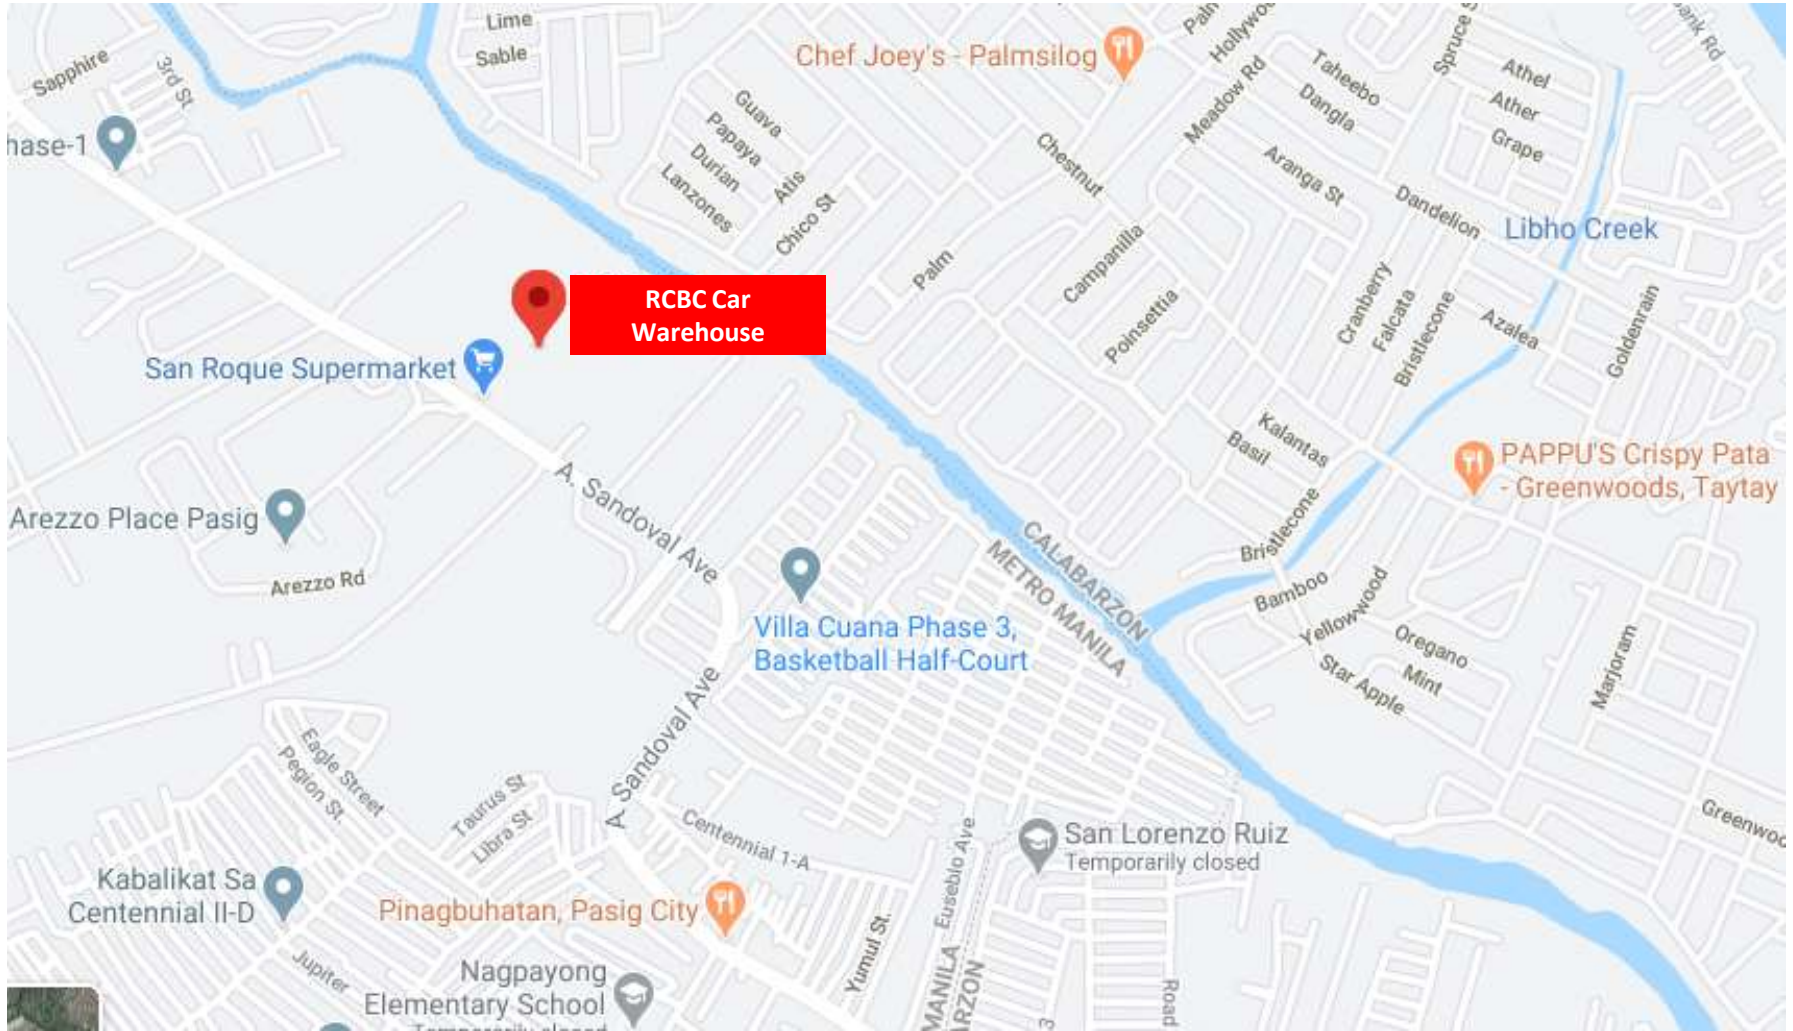 Lime
Sable
Sapphire
3rd St
hase-1
Chef Joey's - Palmsilog
Meadow Rd
Taheebo
Dangla
Athel
Ather
Grape
Guava
Papaya
Durian
Lanzones
Atis
Chico St
Chestnut
Aranga St
Dandelion
Libho Creek
Palm
Campanilla
Poinsettia
Cranberry
Falcata
Bristlecone
Azalea
Goldenrain
RCBC Car
Warehouse
San Roque Supermarket
Kalantas
Basil
PAPPU'S Crispy Pata
- Greenwoods, Taytay
A. Sandoval Ave
Arezzo Place Pasig
Arezzo Rd
Bristlecone
CALABARZON
METRO MANILA
Bamboo
Yellowwood
Oregano
Mint
Star Apple
Marjoram
Villa Cuana Phase 3,
Basketball Half-Court
A. Sandoval Ave
Eagle Street
Pegion St.
Taurus St
Libra St
Centennial 1-A
Eusebio Ave
San Lorenzo Ruiz
Temporarily closed
Greenwoo
Kabalikat Sa
Centennial II-D
Pinagbuhatan, Pasig City
Yumul St.
Jupiter
Nagpayong
Elementary School
MANILA
ARZON
Road
3